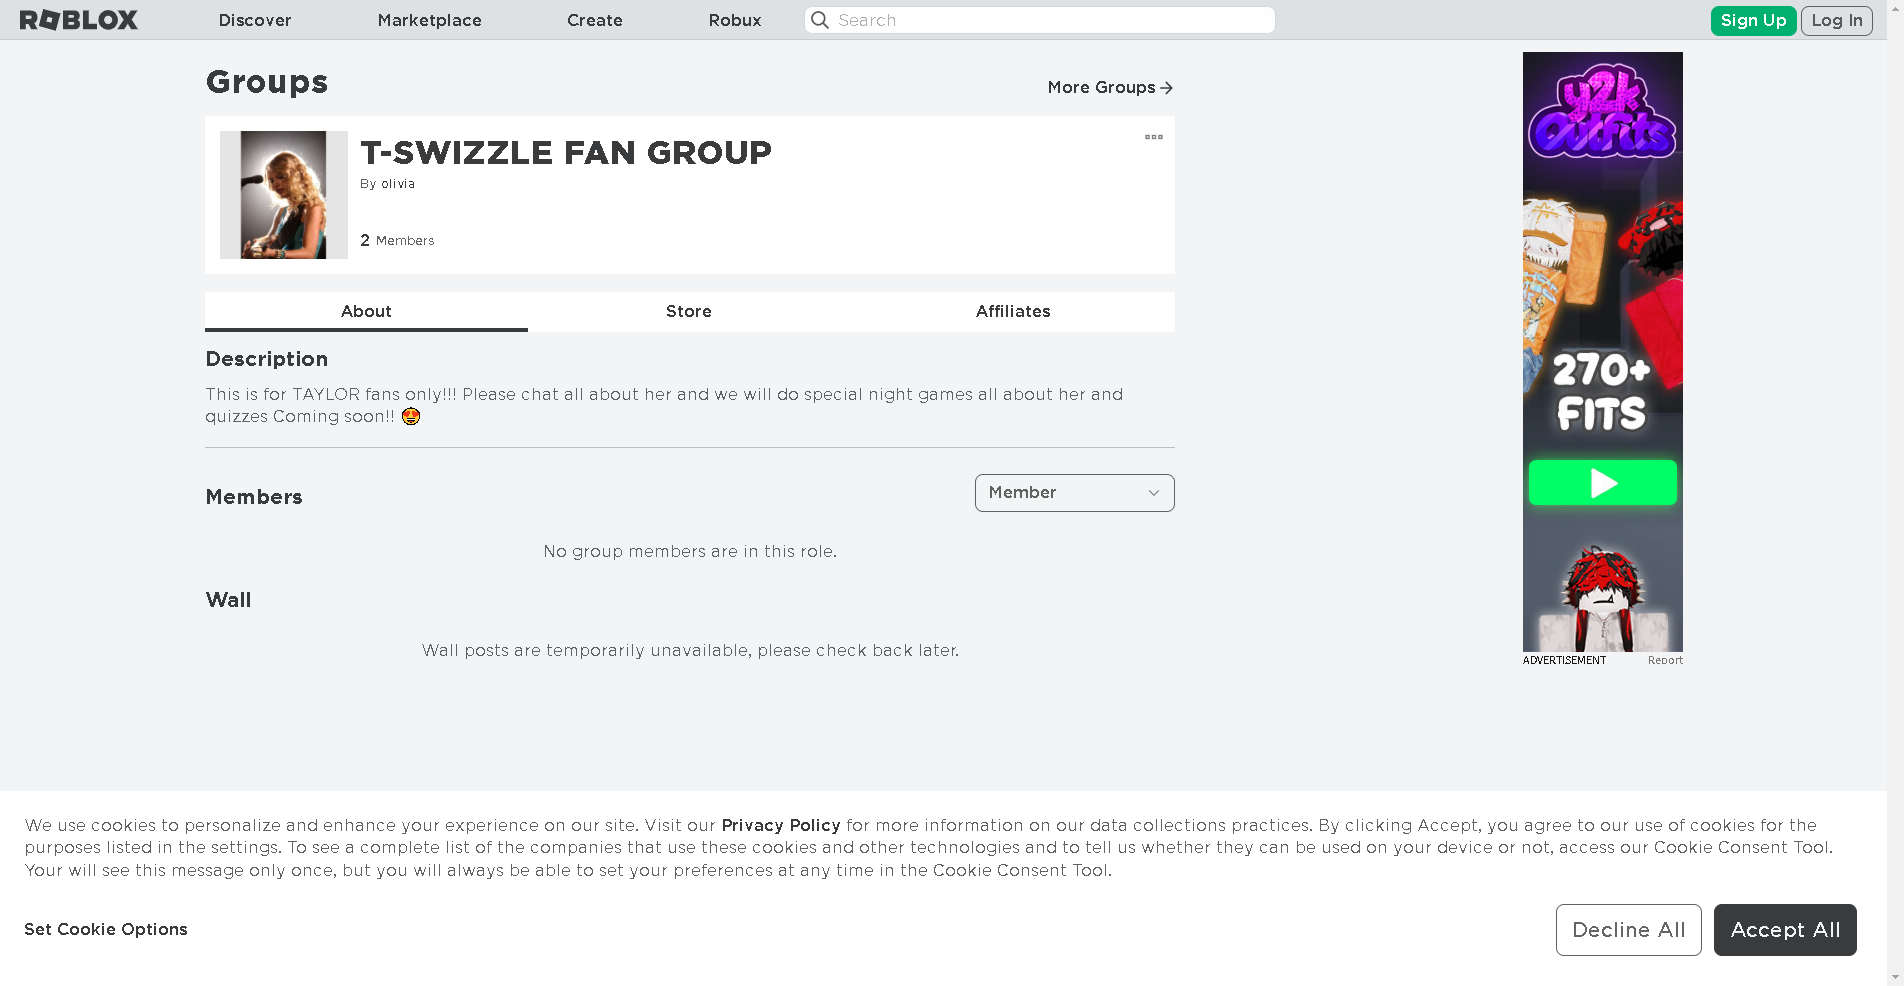 ROBLOX
Discover
Marketplace
Create
Robux
Search
Sign Up
Log In
Groups
More Groups
T-SWIZZLE FAN GROUP
By olivia
2 Members
About
Store
Affiliates
Description
This is for TAYLOR fans only!!! Please chat all about her and we will do special night games all about her and
quizzes Coming soon!! 🤩
Members
Member
No group members are in this role.
Wall
Wall posts are temporarily unavailable, please check back later.
y2k
Outfits
270+
FITS
ADVERTISEMENT
Report
We use cookies to personalize and enhance your experience on our site. Visit our Privacy Policy for more information on our data collections practices. By clicking Accept, you agree to our use of cookies for the
purposes listed in the settings. To see a complete list of the companies that use these cookies and other technologies and to tell us whether they can be used on your device or not, access our Cookie Consent Tool.
Your will see this message only once, but you will always be able to set your preferences at any time in the Cookie Consent Tool.
Set Cookie Options
Decline All
Accept All